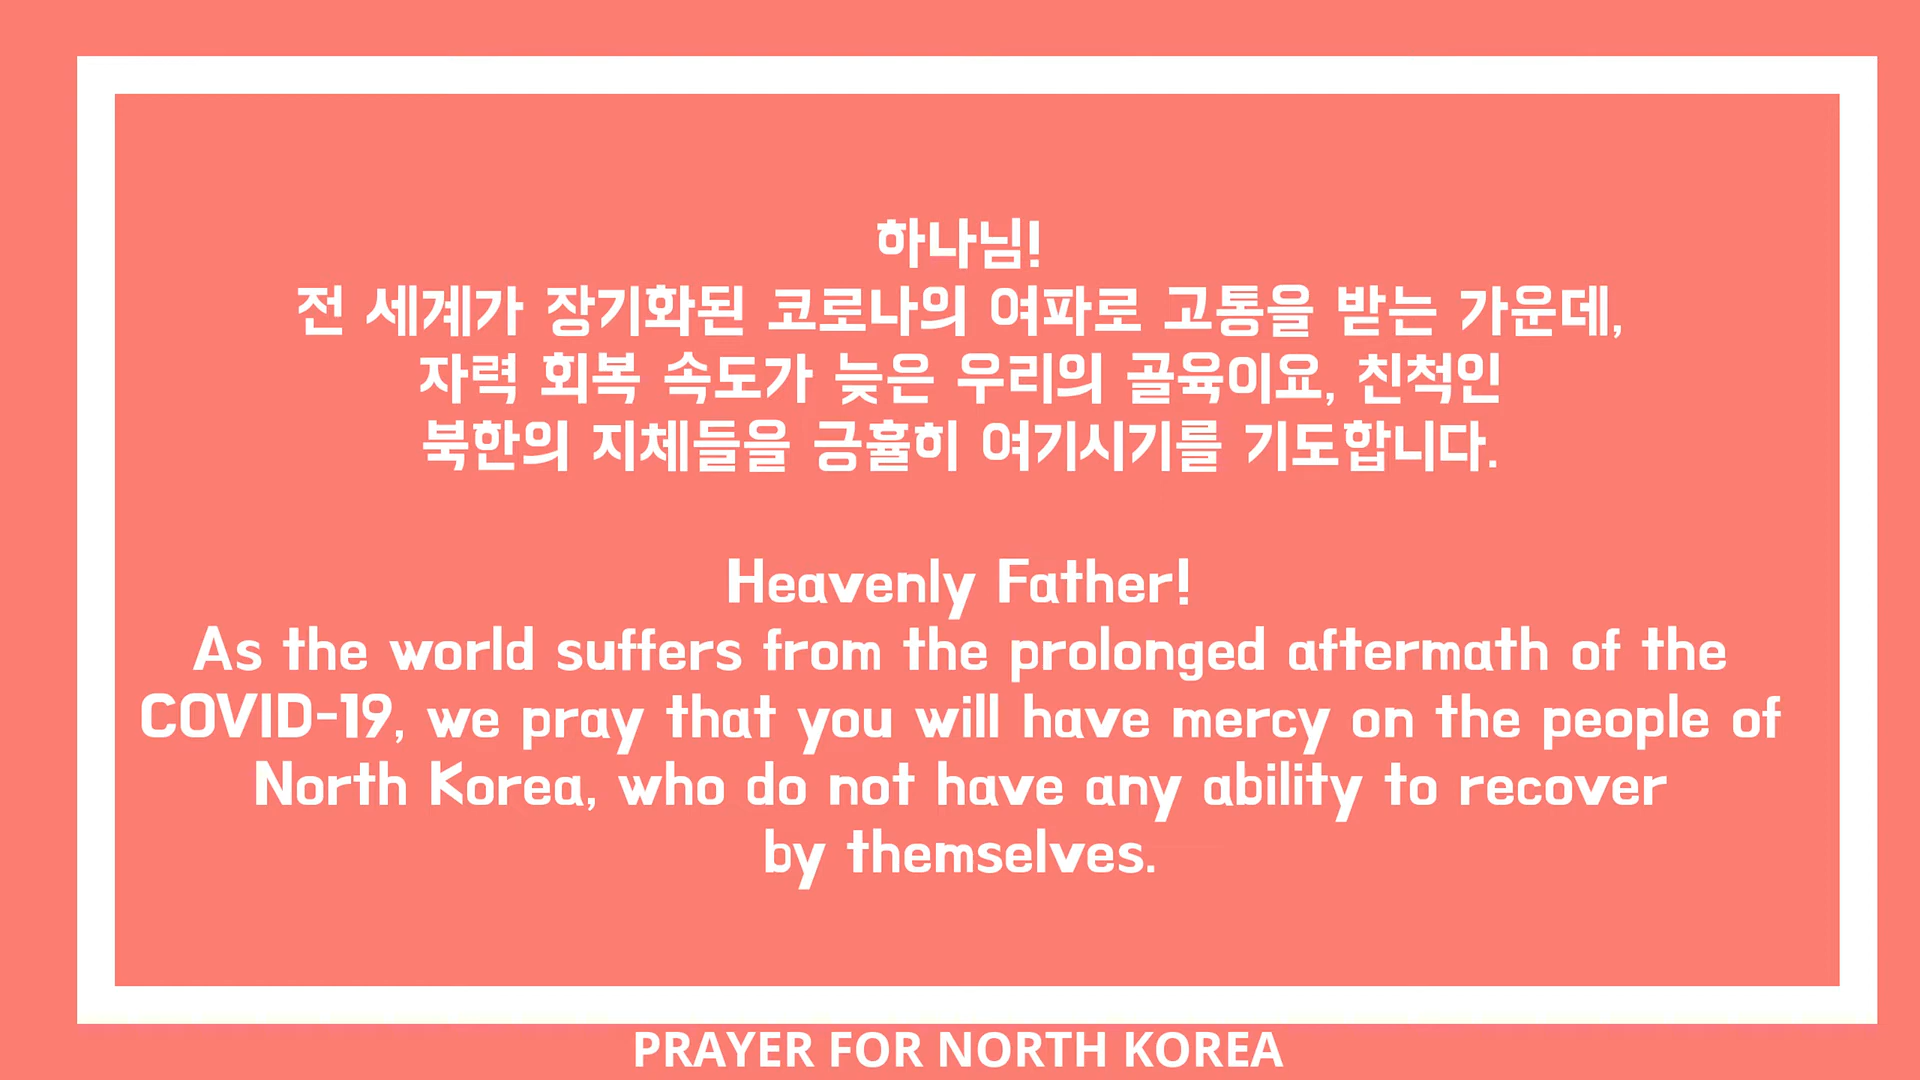 하나님!
전 세계가 장기화된 코로나의 여파로 고통을 받는 가운데,
자력 회복 속도가 늦은 우리의 골육이요, 친척인
북한의 지체들을 긍휼히 여기시기를 기도합니다.
Heavenly Father!
As the world suffers from the prolonged aftermath of the
COVID-19, we pray that you will have mercy on the people of
North Korea, who do not have any ability to recover
by themselves.
PRAYER FOR NORTH KOREA